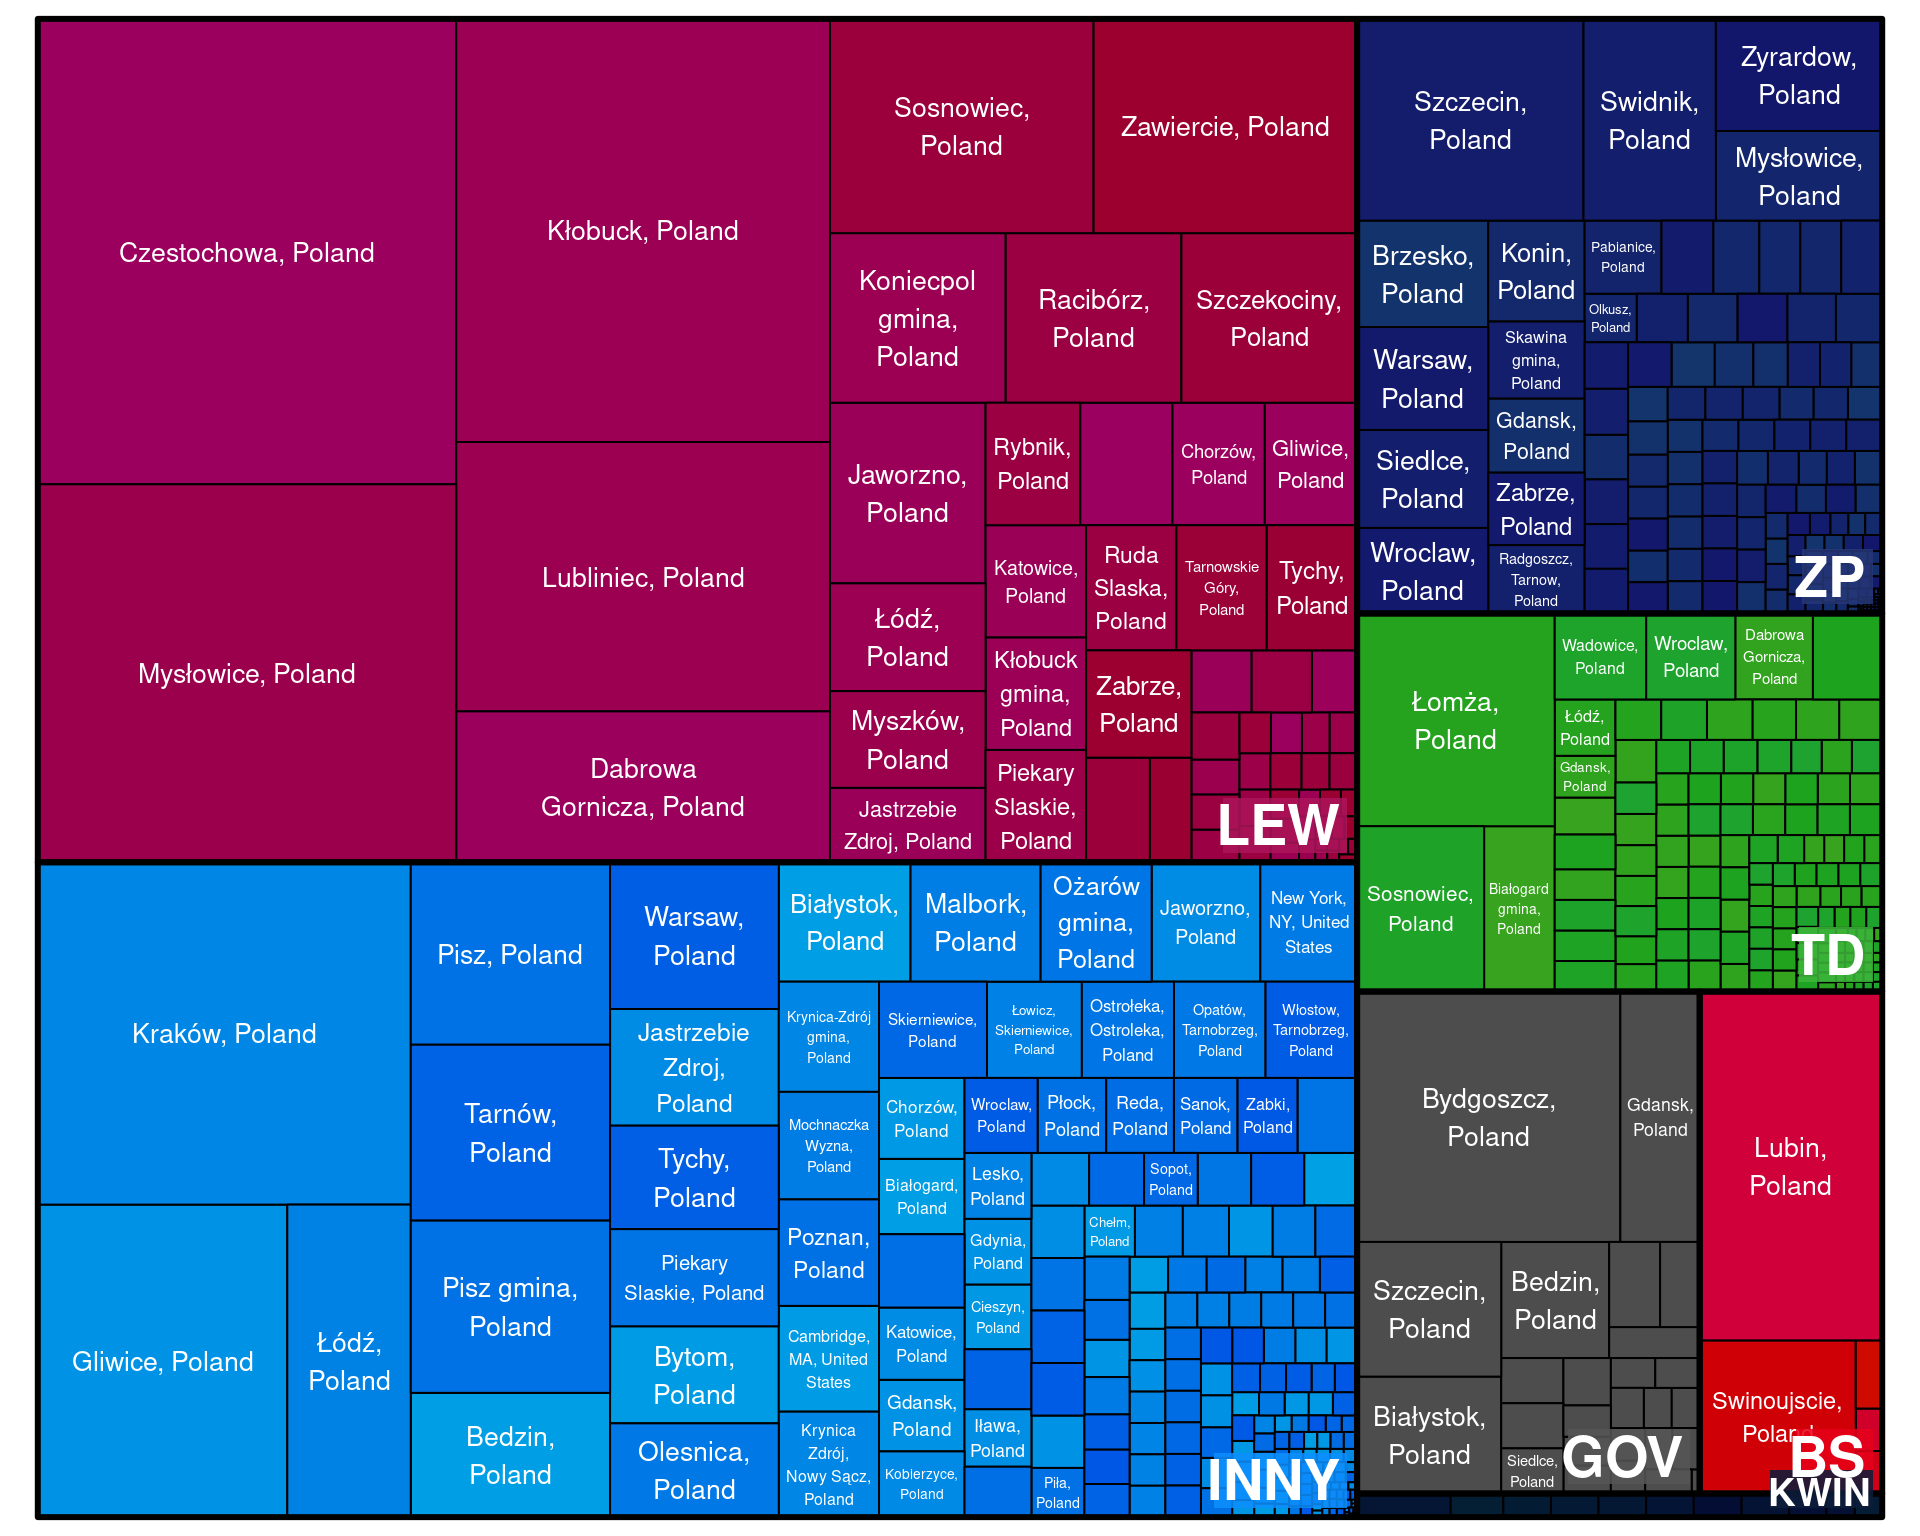 Czestochowa, Poland
Mysłowice, Poland
Kłobuck, Poland
Lubliniec, Poland
Dabrowa
Gornicza, Poland
Sosnowiec,
Poland
Zawiercie, Poland
Koniecpol
gmina,
Poland
Racibórz,
Poland
Szczekociny,
Poland
Jaworzno,
Poland
Łódź,
Poland
Myszków,
Poland
Jastrzebie
Zdroj, Poland
Rybnik,
Poland
Chorzów,
Poland
Gliwice,
Poland
Katowice,
Poland
Kłobuck
gmina,
Poland
Piekary
Slaskie,
Poland
Ruda
Slaska,
Poland
Tarnowskie
Góry,
Poland
Tychy,
Poland
Zabrze,
Poland
LEW
Szczecin,
Poland
Swidnik,
Poland
Zyrardow,
Poland
Mysłowice,
Poland
Brzesko,
Poland
Warsaw,
Poland
Siedlce,
Poland
Wroclaw,
Poland
Konin,
Poland
Skawina
gmina,
Poland
Gdansk,
Poland
Zabrze,
Poland
Radgoszcz,
Tarnow,
Poland
Pabianice,
Poland
Olkusz,
Poland
ZP
Łomża,
Poland
Sosnowiec,
Poland
Białogard
gmina,
Poland
Wadowice,
Poland
Wroclaw,
Poland
Dabrowa
Gornicza,
Poland
Łódź,
Poland
Gdansk,
Poland
TD
Kraków, Poland
Gliwice, Poland
Łódź,
Poland
Pisz, Poland
Tarnów,
Poland
Pisz gmina,
Poland
Bedzin,
Poland
Warsaw,
Poland
Jastrzebie
Zdroj,
Poland
Tychy,
Poland
Piekary
Slaskie, Poland
Bytom,
Poland
Olesnica,
Poland
Białystok,
Poland
Malbork,
Poland
Ożarów
gmina,
Poland
Jaworzno,
Poland
New York,
NY, United
States
Krynica-Zdrój
gmina,
Poland
Mochnaczka
Wyzna,
Poland
Poznan,
Poland
Cambridge,
MA, United
States
Krynica
Zdrój,
Nowy Sącz,
Poland
Skierniewice,
Poland
Łowicz,
Skierniewice,
Poland
Ostrołeka,
Ostroleka,
Poland
Opatów,
Tarnobrzeg,
Poland
Włostow,
Tarnobrzeg,
Poland
Chorzów,
Poland
Białogard,
Poland
Katowice,
Poland
Gdansk,
Poland
Kobierzyce,
Poland
Wroclaw,
Poland
Płock,
Poland
Reda,
Poland
Sanok,
Poland
Zabki,
Poland
Lesko,
Poland
Gdynia,
Poland
Cieszyn,
Poland
Iława,
Poland
Sopot,
Poland
Chełm,
Poland
Piła,
Poland
INNY
Bydgoszcz,
Poland
Gdansk,
Poland
Szczecin,
Poland
Białystok,
Poland
Bedzin,
Poland
Siedlce,
Poland
GOV
Lubin,
Poland
Swinoujscie,
Poland
BS
KWIN